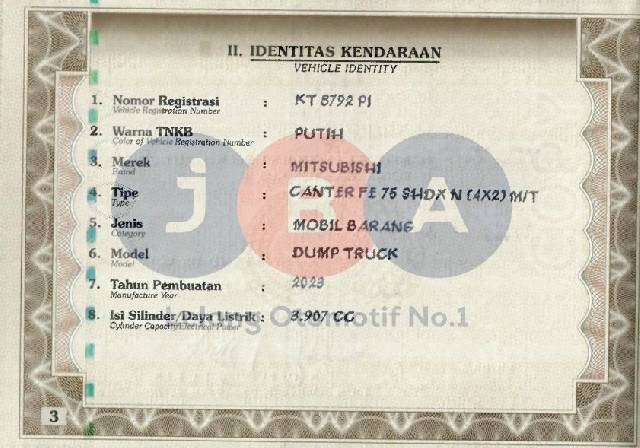 II. IDENTITAS KENDARAAN
VEHICLE IDENTITY
1. Nomor Registrasi : KT 8792 PI
Vehicle Registration Number
2. Warna TNKB : PUTIH
Color of Vehicle Registration Number
3. Merek : MITSUBISHI
Brand
4. Tipe : CANTER FE 75 SHDX N (4X2) M/T
Type
5. Jenis : MOBIL BARANG
Category
6. Model : DUMP TRUCK
Model
7. Tahun Pembuatan : 2023
Manufacture Year
8. Isi Silinder/Daya Listrik : 3.907 CC
Cylinder Capacity/Electrical Power
JBA
Lelang Otomotif No.1
3